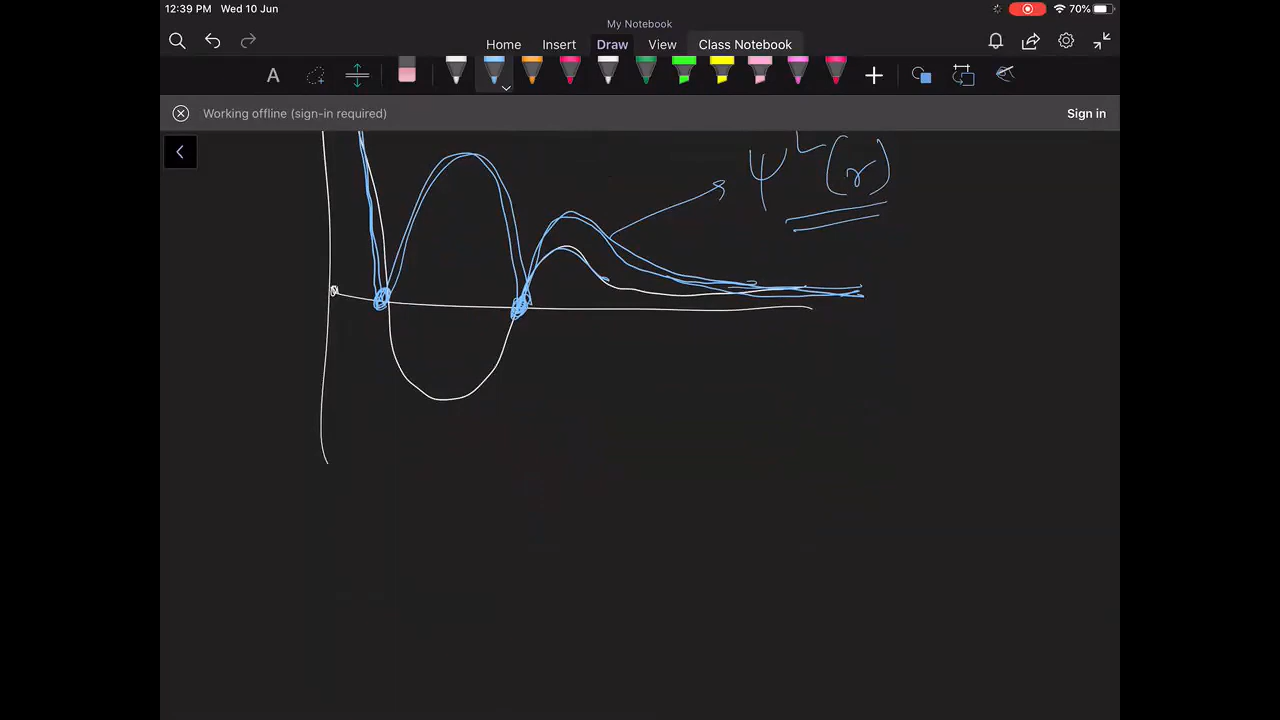 12:39 PM Wed 10 Jun
70%
My Notebook
Home Insert Draw View Class Notebook
A
Working offline (sign-in required)
Sign in
ψ²(r)